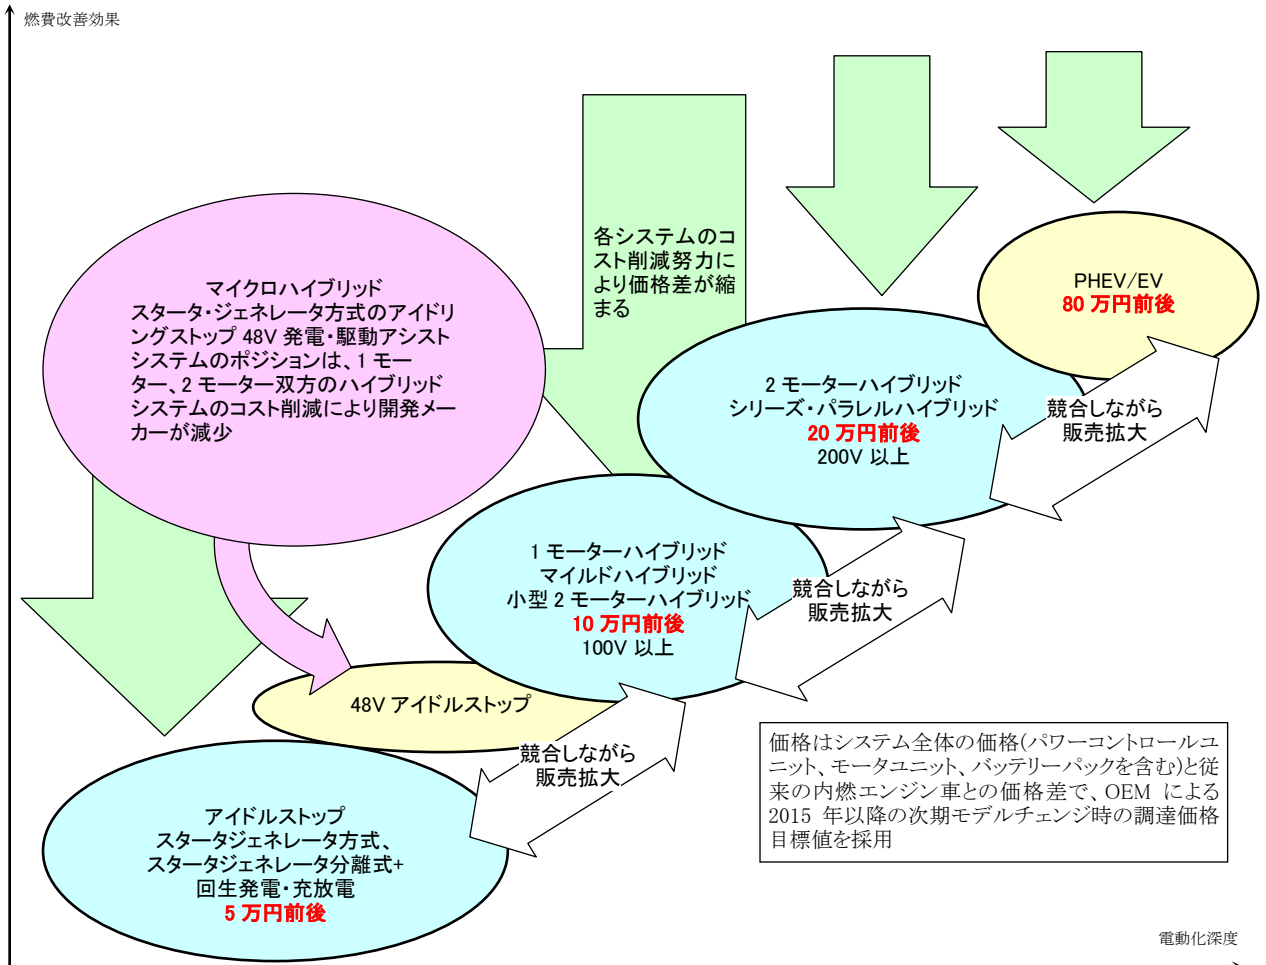 燃費改善効果
各システムのコ
スト削減努力に
より価格差が縮
まる
マイクロハイブリッド
スタータ・ジェネレータ方式のアイドリ
ングストップ 48V 発電・駆動アシスト
システムのポジションは、1 モー
ター、2 モーター双方のハイブリッド
システムのコスト削減により開発メー
カーが減少
PHEV/EV
80 万円前後
2 モーターハイブリッド
シリーズ・パラレルハイブリッド
20 万円前後
200V 以上
競合しながら
販売拡大
1 モーターハイブリッド
マイルドハイブリッド
小型 2 モーターハイブリッド
10 万円前後
100V 以上
競合しながら
販売拡大
48V アイドルストップ
競合しながら
販売拡大
アイドルストップ
スタータジェネレータ方式、
スタータジェネレータ分離式+
回生発電・充放電
5 万円前後
価格はシステム全体の価格(パワーコントロールユ
ニット、モータユニット、バッテリーパックを含む)と従
来の内燃エンジン車との価格差で、OEM による
2015 年以降の次期モデルチェンジ時の調達価格
目標値を採用
電動化深度